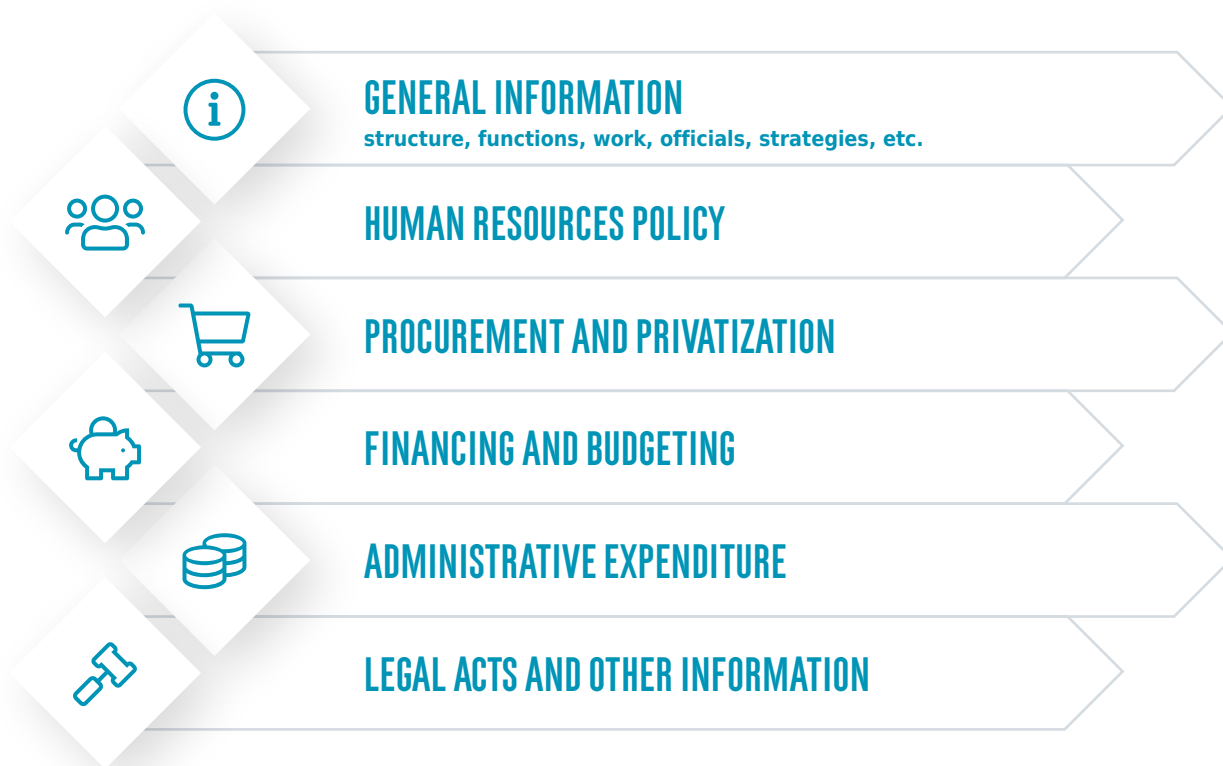 GENERAL INFORMATION
structure, functions, work, officials, strategies, etc.
HUMAN RESOURCES POLICY
PROCUREMENT AND PRIVATIZATION
FINANCING AND BUDGETING
ADMINISTRATIVE EXPENDITURE
LEGAL ACTS AND OTHER INFORMATION